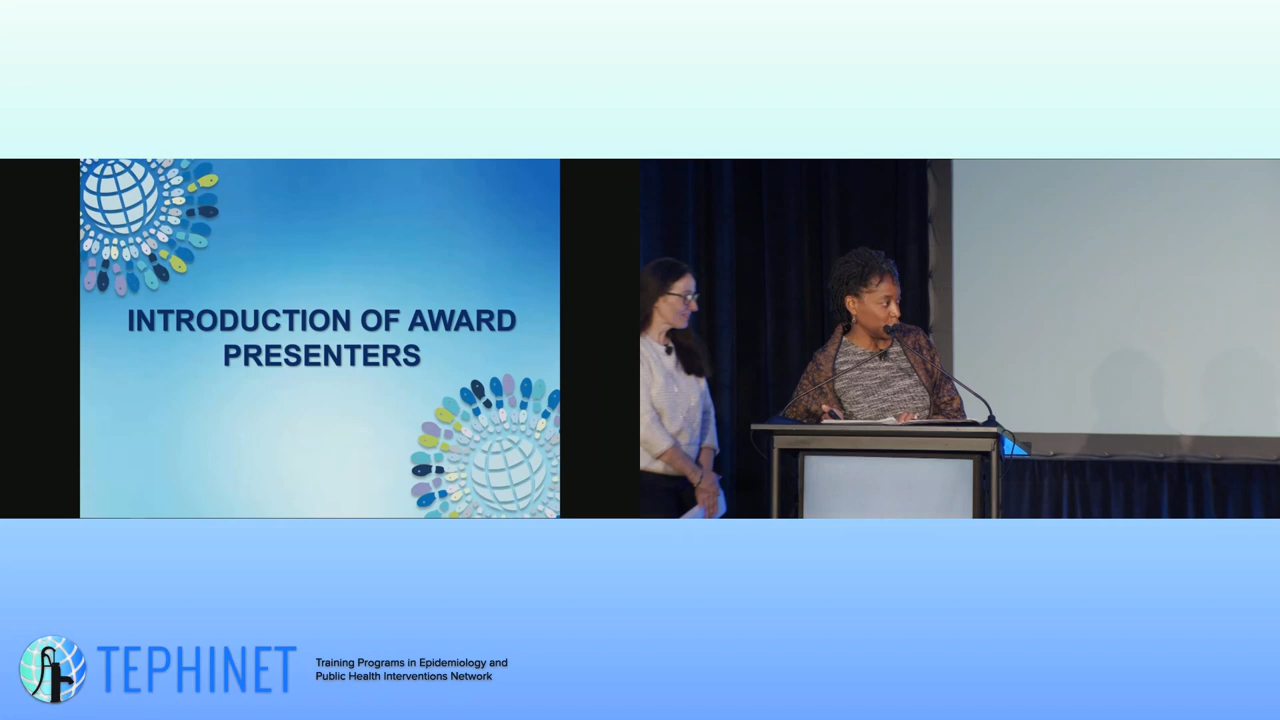 INTRODUCTION OF AWARD
PRESENTERS
TEPHINET
Training Programs in Epidemiology and
Public Health Interventions Network